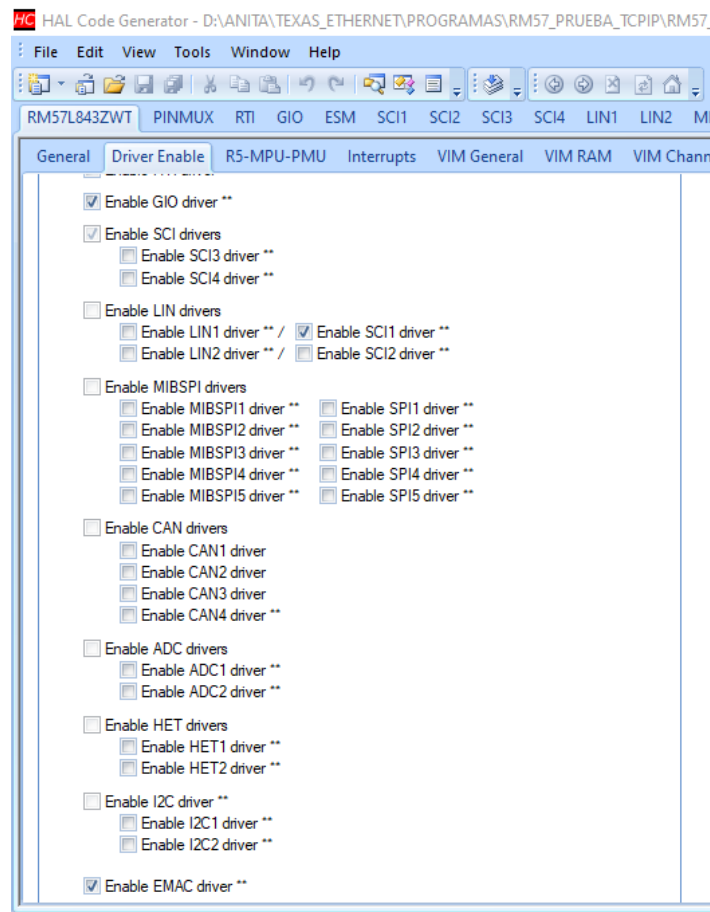 HC HAL Code Generator - D:\ANITA\TEXAS_ETHERNET\PROGRAMAS\RM57_PRUEBA_TCPIP\RM57_
File Edit View Tools Window Help
RM57L843ZWT PINMUX RTI GIO ESM SCI1 SCI2 SCI3 SCI4 LIN1 LIN2
General Driver Enable R5-MPU-PMU Interrupts VIM General VIM RAM VIM Chann
Enable GIO driver **
Enable SCI drivers
Enable SCI3 driver **
Enable SCI4 driver **
Enable LIN drivers
Enable LIN1 driver ** / Enable SCI1 driver **
Enable LIN2 driver ** / Enable SCI2 driver **
Enable MIBSPI drivers
Enable MIBSPI1 driver ** Enable SPI1 driver **
Enable MIBSPI2 driver ** Enable SPI2 driver **
Enable MIBSPI3 driver ** Enable SPI3 driver **
Enable MIBSPI4 driver ** Enable SPI4 driver **
Enable MIBSPI5 driver ** Enable SPI5 driver **
Enable CAN drivers
Enable CAN1 driver
Enable CAN2 driver
Enable CAN3 driver
Enable CAN4 driver **
Enable ADC drivers
Enable ADC1 driver **
Enable ADC2 driver **
Enable HET drivers
Enable HET1 driver **
Enable HET2 driver **
Enable I2C driver **
Enable I2C1 driver **
Enable I2C2 driver **
Enable EMAC driver **